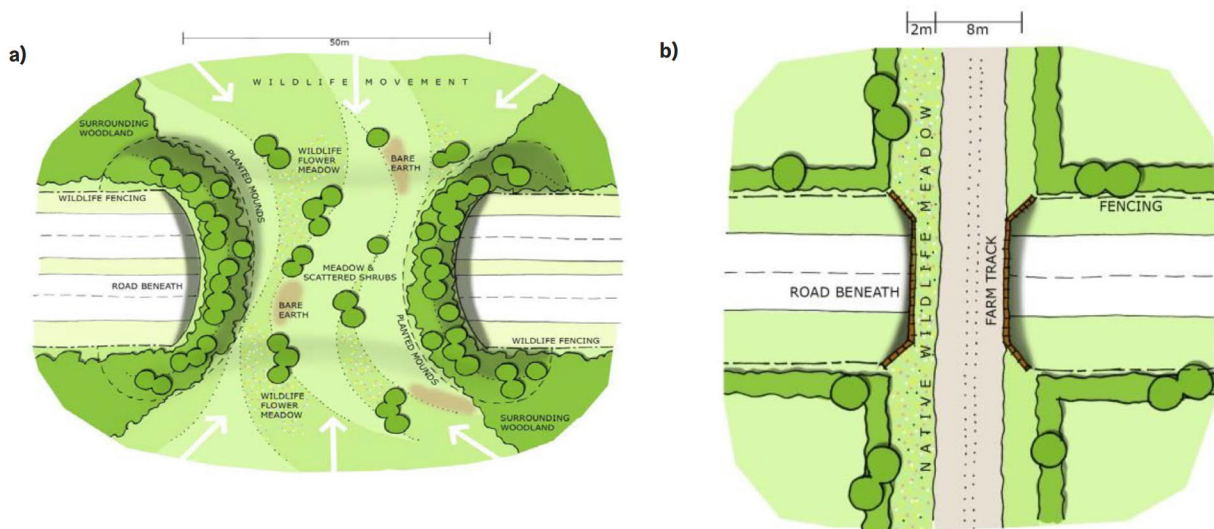 a)
50m
WILDLIFE MOVEMENT
SURROUNDING
WOODLAND
PLANTED MOUNDS
WILDLIFE
FLOWER
MEADOW
BARE
EARTH
WILDLIFE FENCING
MEADOW &
SCATTERED SHRUBS
ROAD BENEATH
BARE
EARTH
PLANTED MOUNDS
WILDLIFE FENCING
WILDLIFE
FLOWER
MEADOW
SURROUNDING
WOODLAND
b)
2m
8m
NATIVE WILDLIFE MEADOW
FENCING
ROAD BENEATH
FARM TRACK